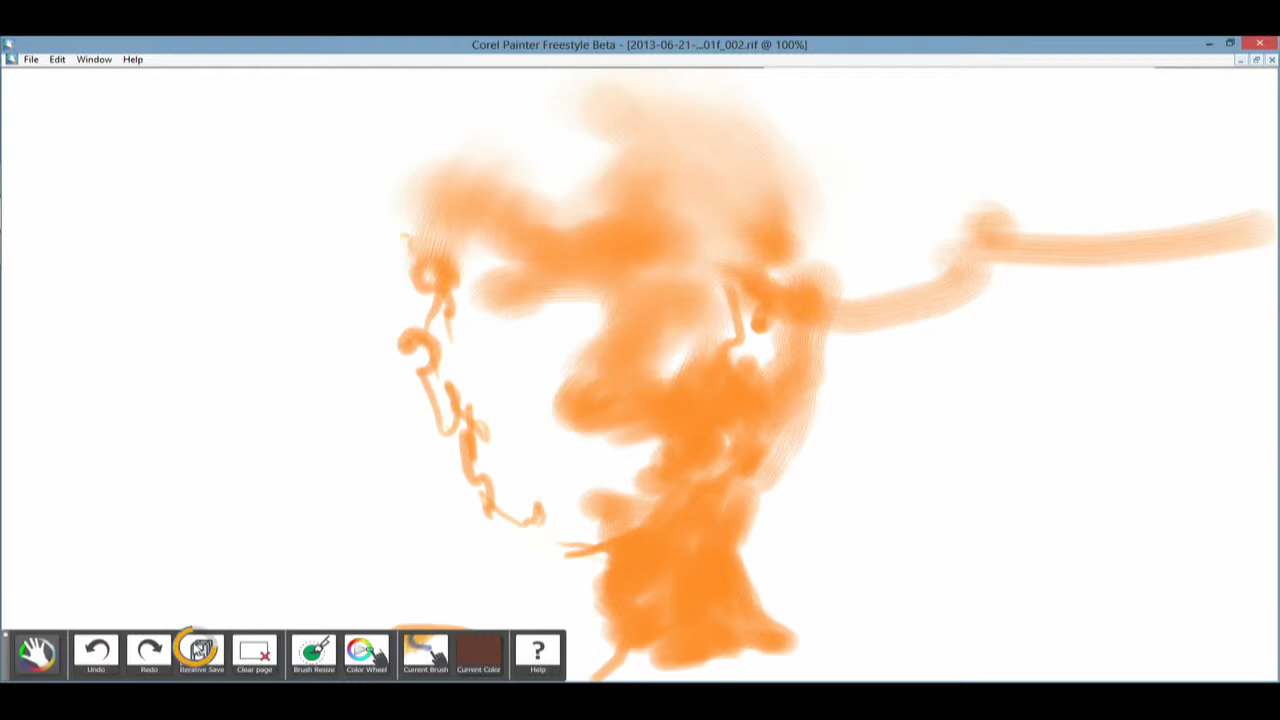 Corel Painter Freestyle Beta - [2013-06-21-...01f_002.rif @ 100%]
File Edit Window Help
Undo Redo Iterative Save Clear page Brush Resize Color Wheel Current Brush Current Color ? Help